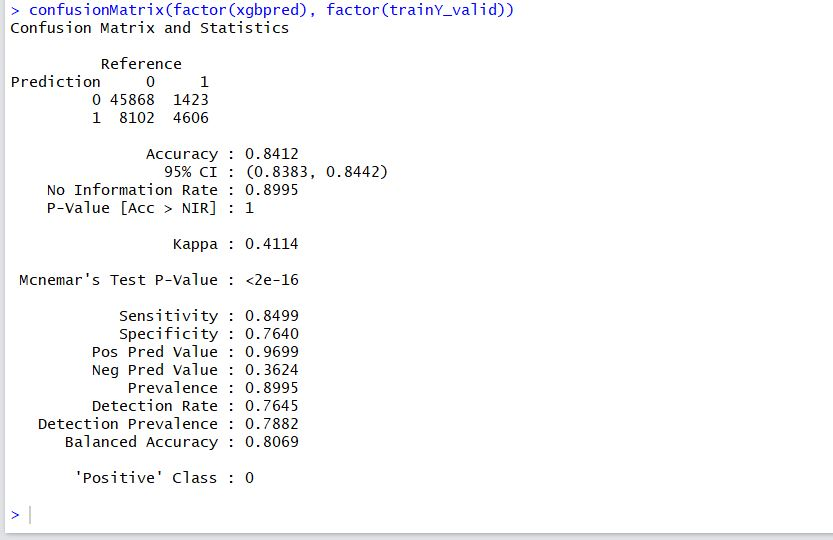 > confusionMatrix(factor(xgbpred), factor(trainY_valid))
Confusion Matrix and Statistics
Reference
Prediction 0 1
0 45868 1423
1 8102 4606
Accuracy : 0.8412
95% CI : (0.8383, 0.8442)
No Information Rate : 0.8995
P-Value [Acc > NIR] : 1
Kappa : 0.4114
Mcnemar's Test P-Value : <2e-16
Sensitivity : 0.8499
Specificity : 0.7640
Pos Pred Value : 0.9699
Neg Pred Value : 0.3624
Prevalence : 0.8995
Detection Rate : 0.7645
Detection Prevalence : 0.7882
Balanced Accuracy : 0.8069
'Positive' Class : 0
>